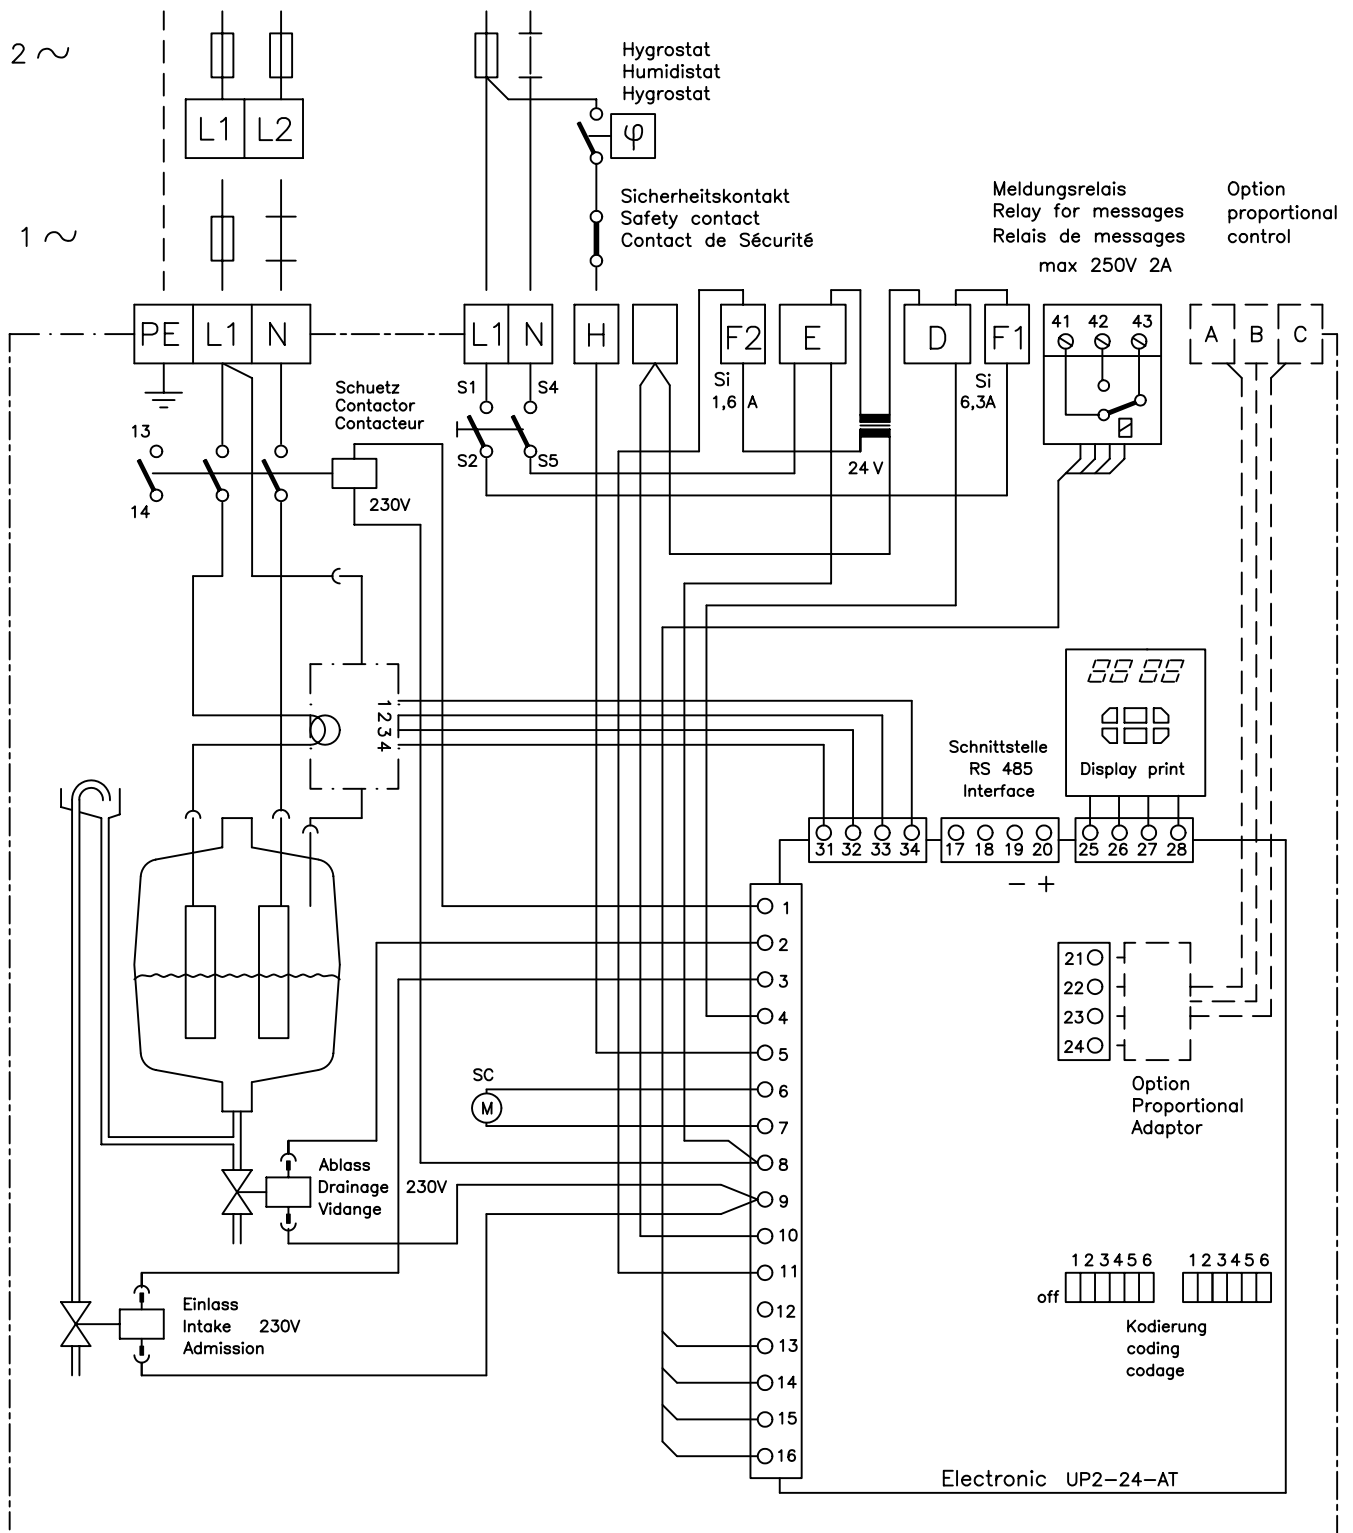 2 ~
L1 L2
Hygrostat
Humidistat
Hygrostat
φ
1 ~
Sicherheitskontakt
Safety contact
Contact de Sécurité
Meldungsrelais
Relay for messages
Relais de messages
max 250V 2A
Option
proportional
control
PE L1 N
L1 N H
F2 E D F1
41 42 43
A B C
Si
1,6 A
Si
6,3A
24V
Schuetz
Contactor
Contacteur
230V
13
14
S1 S4
S2 S5
1 2 3 4
88 88
Display print
Schnittstelle
RS 485
Interface
31 32 33 34
17 18 19 20
25 26 27 28
− +
1
2
3
4
5
6
7
8
9
10
11
12
13
14
15
16
SC
M
21
22
23
24
Option
Proportional
Adaptor
Ablass
Drainage 230V
Vidange
Einlass
Intake 230V
Admission
1 2 3 4 5 6 1 2 3 4 5 6
off
Kodierung
coding
codage
Electronic UP2-24-AT